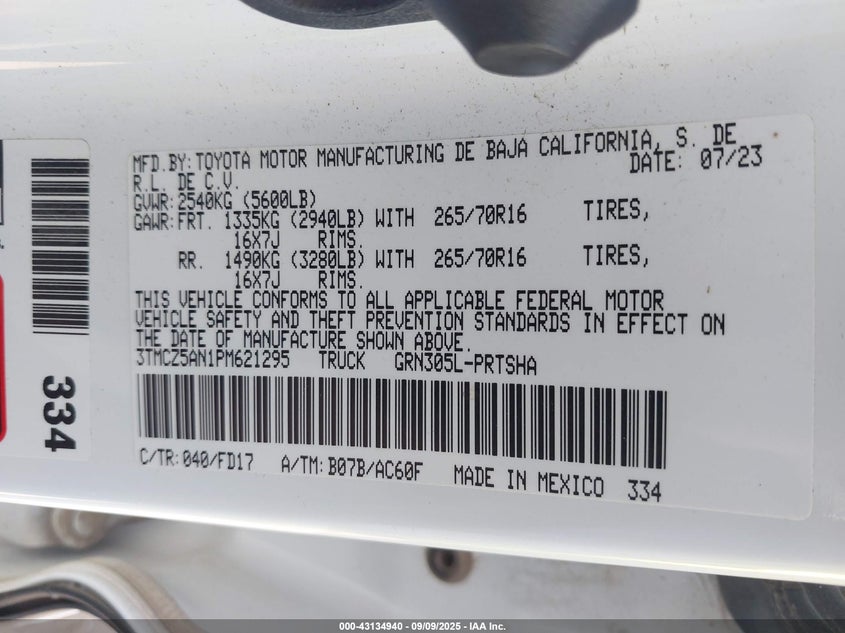 MFD.BY:TOYOTA MOTOR MANUFACTURING DE BAJA CALIFORNIA, S. DE
R.L. DE C.V. DATE: 07/23
GVWR:2540KG (5600LB)
GAWR:FRT. 1335KG (2940LB) WITH 265/70R16 TIRES,
16X7J RIMS.
RR. 1490KG (3280LB) WITH 265/70R16 TIRES,
16X7J RIMS.
THIS VEHICLE CONFORMS TO ALL APPLICABLE FEDERAL MOTOR
VEHICLE SAFETY AND THEFT PREVENTION STANDARDS IN EFFECT ON
THE DATE OF MANUFACTURE SHOWN ABOVE.
3TMCZ5AN1PM621295 TRUCK GRN305L-PRTSHA
C/TR:040/FD17 A/TM:B07B/AC60F MADE IN MEXICO 334
334
000-43134940 - 09/09/2025 - IAA Inc.